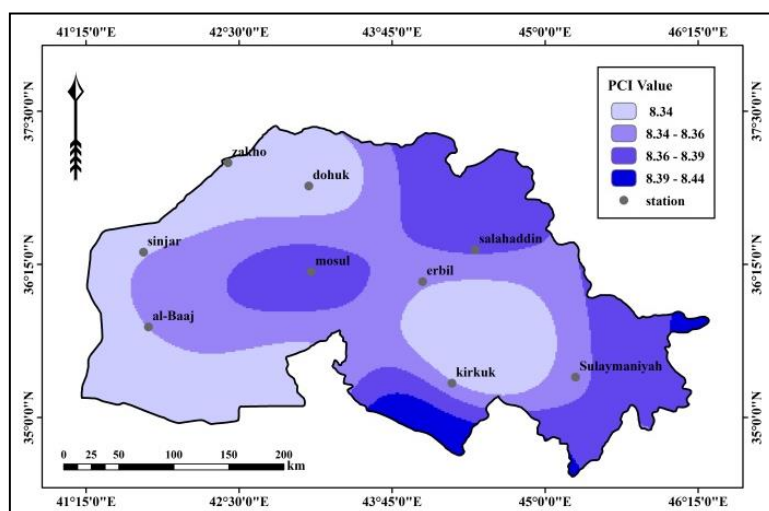 41°15'0"E 42°30'0"E 43°45'0"E 45°0'0"E 46°15'0"E
37°30'0"N
36°15'0"N
35°0'0"N
PCI Value
8.34
8.34 - 8.36
8.36 - 8.39
8.39 - 8.44
station
zakho
dohuk
sinjar
salahaddin
mosul
erbil
al-Baaj
kirkuk
Sulaymaniyah
0 25 50 100 150 200
km
37°30'0"N
36°15'0"N
35°0'0"N
41°15'0"E 42°30'0"E 43°45'0"E 45°0'0"E 46°15'0"E